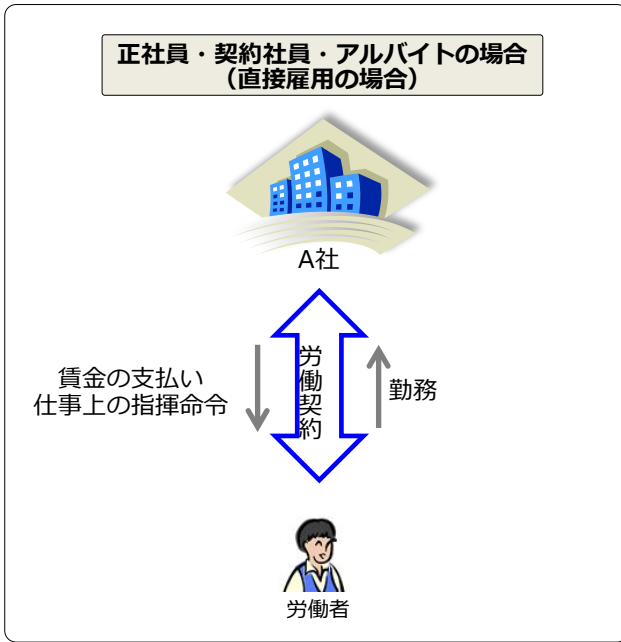 正社員・契約社員・アルバイトの場合
（直接雇用の場合）
A社
賃金の支払い
仕事上の指揮命令
労働契約
勤務
労働者